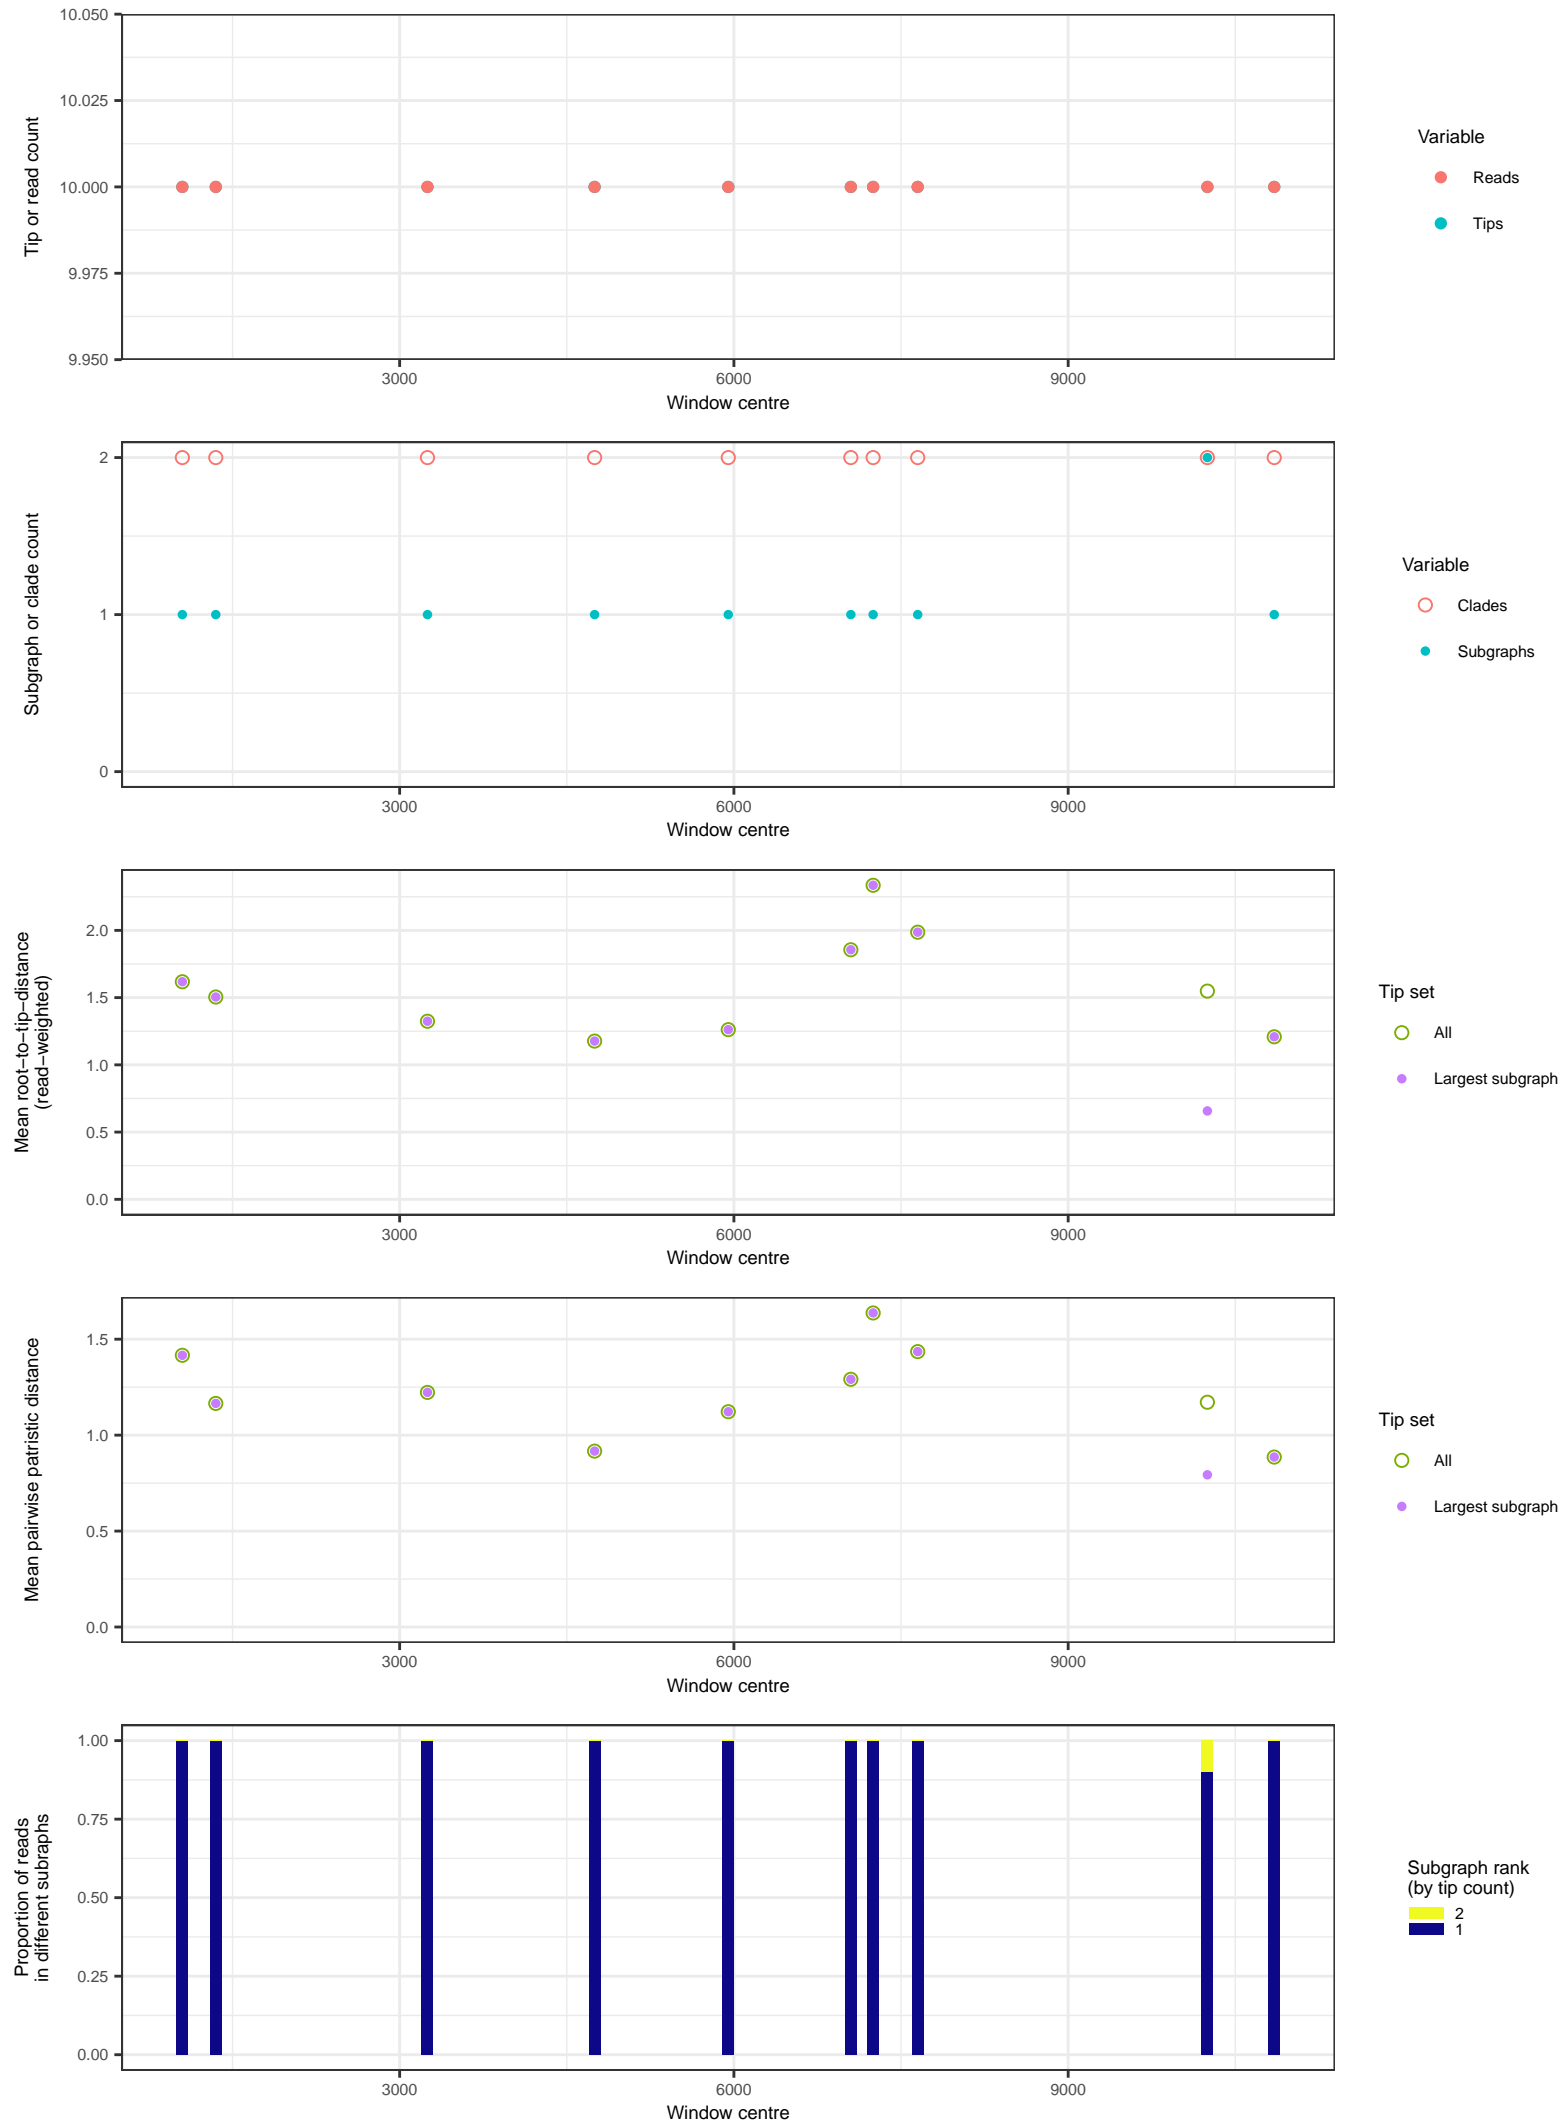 Tip or read count
10.050
10.025
10.000
9.975
9.950
3000
6000
9000
Window centre
Variable
Reads
Tips
Subgraph or clade count
2
1
0
3000
6000
9000
Window centre
Variable
Clades
Subgraphs
Mean root−to−tip−distance
(read−weighted)
2.0
1.5
1.0
0.5
0.0
3000
6000
9000
Window centre
Tip set
All
Largest subgraph
Mean pairwise patristic distance
1.5
1.0
0.5
0.0
3000
6000
9000
Window centre
Tip set
All
Largest subgraph
Proportion of reads
in different subraphs
1.00
0.75
0.50
0.25
0.00
3000
6000
9000
Window centre
Subgraph rank
(by tip count)
2
1